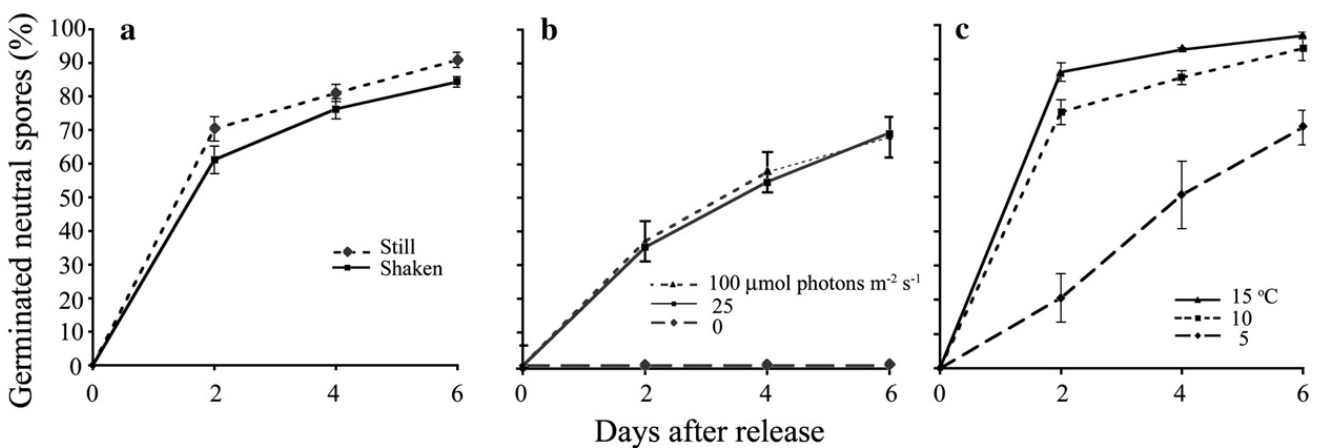 Germinated neutral spores (%)
100
90
80
70
60
50
40
30
20
10
0
a
Still
Shaken
0 2 4 6
b
100 μmol photons m⁻² s⁻¹
25
0
0 2 4 6
c
15 °C
10
5
0 2 4 6
Days after release